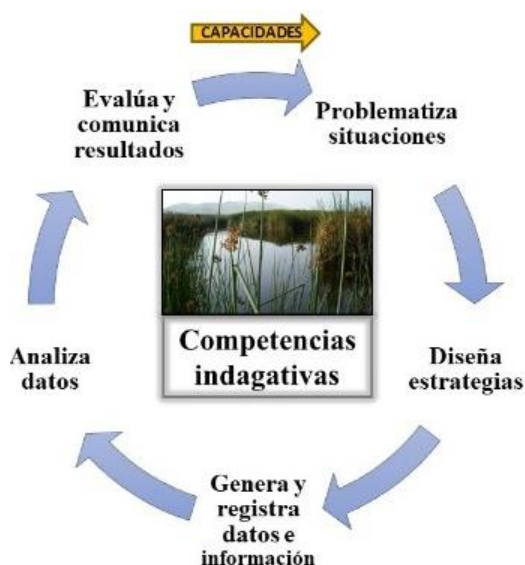 CAPACIDADES
Evalúa y
comunica
resultados
Problematiza
situaciones
Competencias
indagativas
Analiza
datos
Diseña
estrategias
Genera y
registra
datos e
información